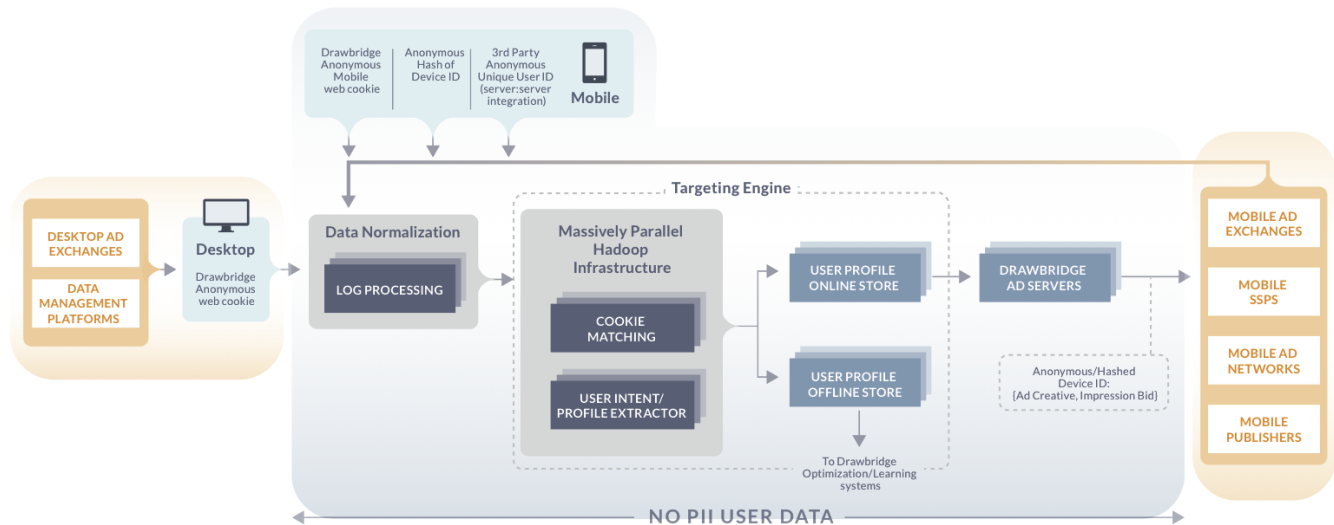 Drawbridge
Anonymous
Mobile
web cookie
Anonymous
Hash of
Device ID
3rd Party
Anonymous
Unique User ID
(server:server
integration)
Mobile
DESKTOP AD
EXCHANGES
DATA
MANAGEMENT
PLATFORMS
Desktop
Drawbridge
Anonymous
web cookie
Data Normalization
LOG PROCESSING
Targeting Engine
Massively Parallel
Hadoop
Infrastructure
COOKIE
MATCHING
USER INTENT/
PROFILE EXTRACTOR
USER PROFILE
ONLINE STORE
USER PROFILE
OFFLINE STORE
To Drawbridge
Optimization/Learning
systems
DRAWBRIDGE
AD SERVERS
Anonymous/Hashed
Device ID:
{Ad Creative, Impression Bid}
MOBILE AD
EXCHANGES
MOBILE
SSPS
MOBILE AD
NETWORKS
MOBILE
PUBLISHERS
NO PII USER DATA